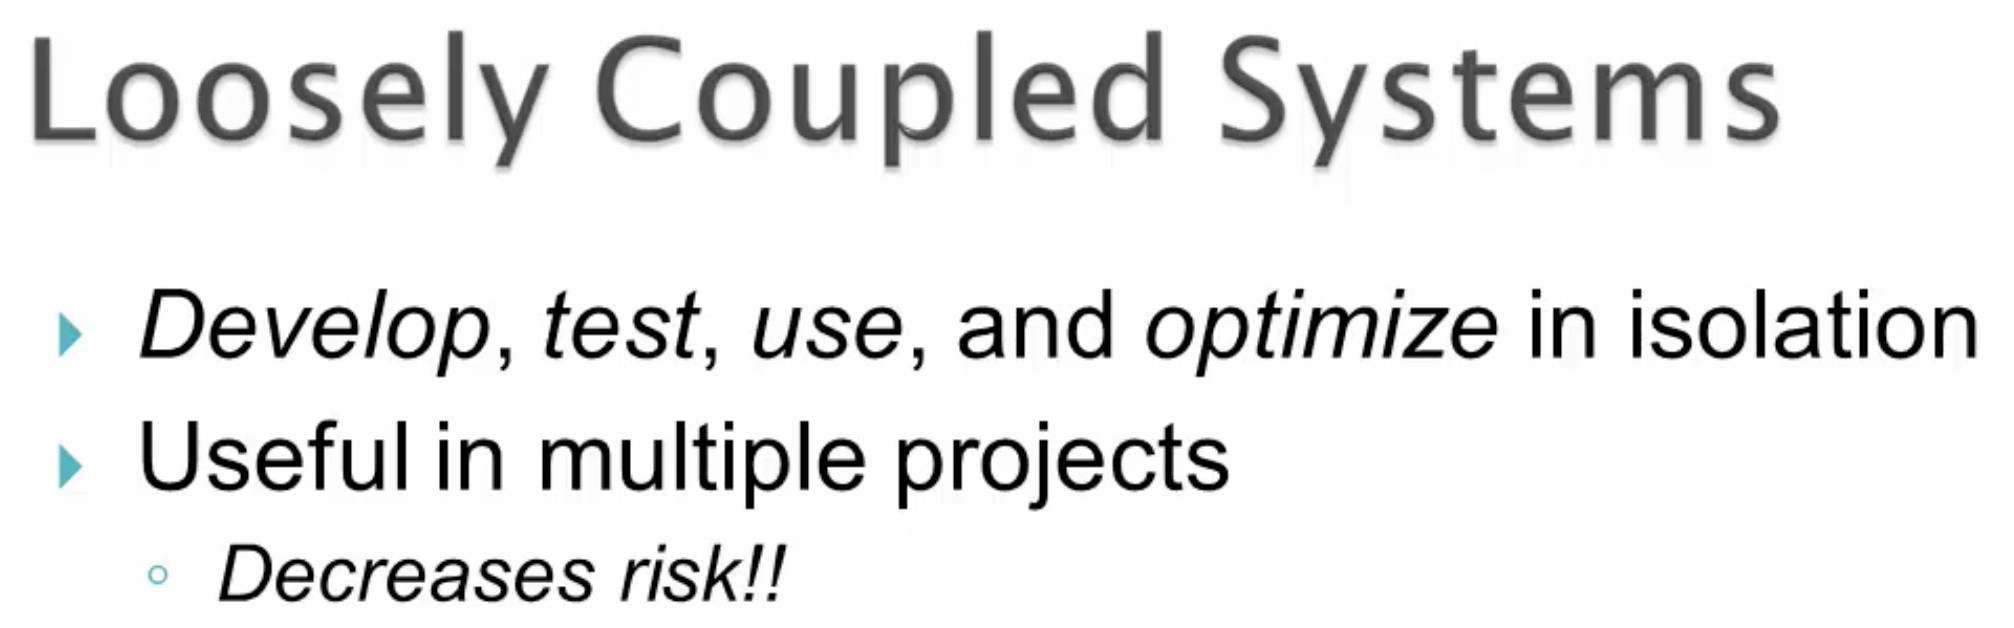 Loosely Coupled Systems
Develop, test, use, and optimize in isolation
Useful in multiple projects
Decreases risk!!